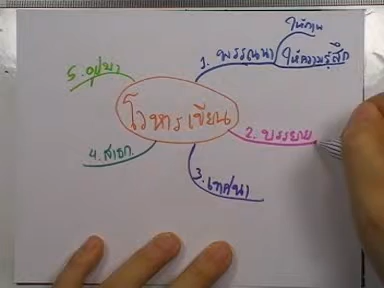 โวหารเขียน
1. พรรณนา
ให้ภาพ
ให้ความรู้สึก
2. บรรยาย
3. เทศนา
4. สาธก
5. อุปมา